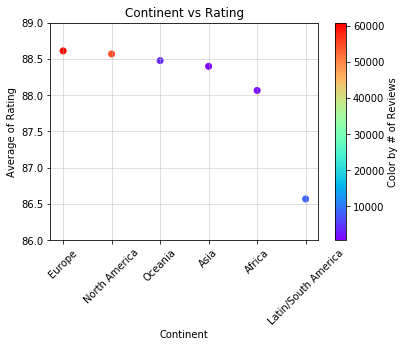 Continent vs Rating
89.0
88.5
88.0
87.5
87.0
86.5
86.0
Average of Rating
Europe
North America
Oceania
Asia
Africa
Latin/South America
Continent
60000
50000
40000
30000
20000
10000
Color by # of Reviews